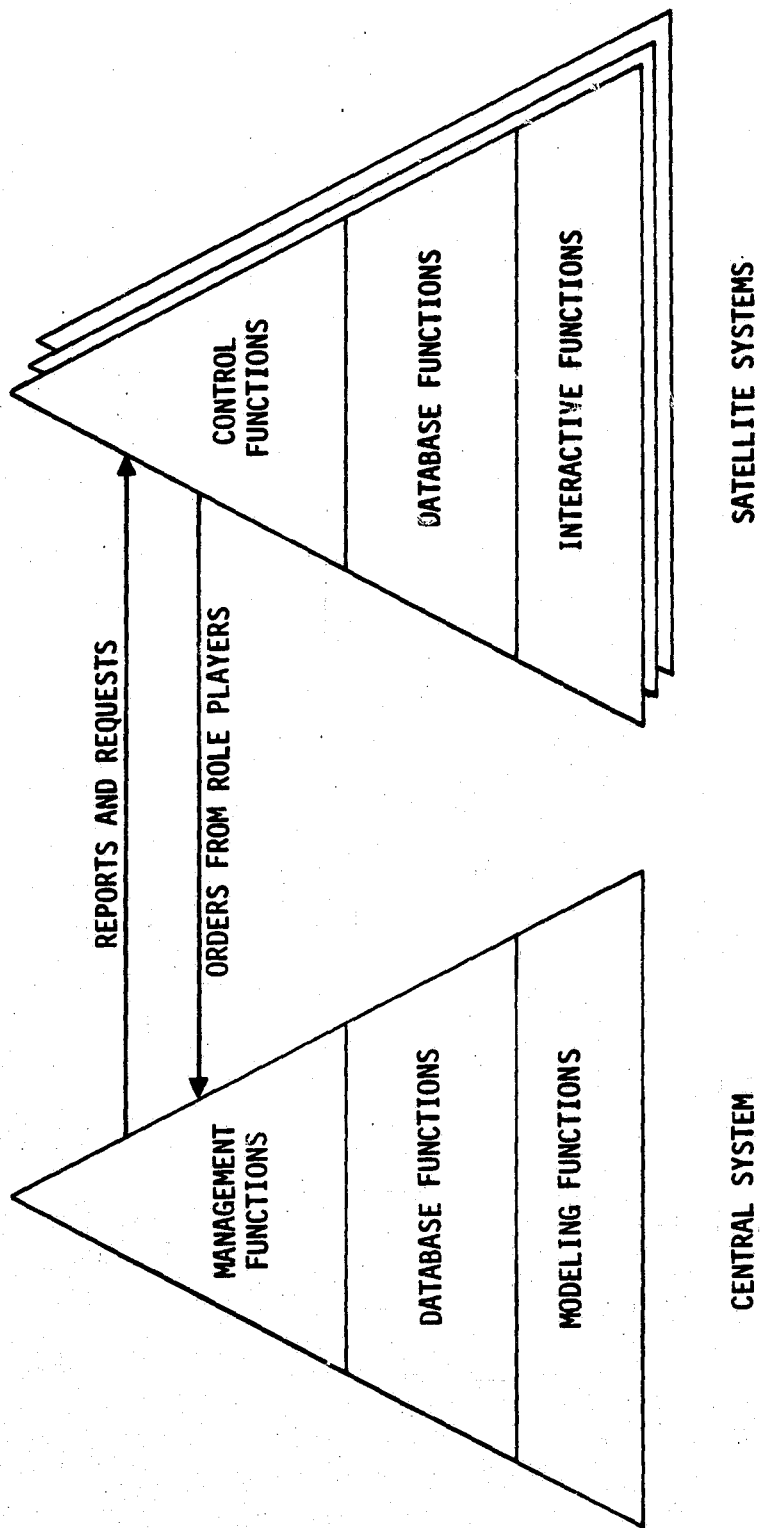 REPORTS AND REQUESTS
ORDERS FROM ROLE PLAYERS
MANAGEMENT
FUNCTIONS
DATABASE FUNCTIONS
MODELING FUNCTIONS
CENTRAL SYSTEM
CONTROL
FUNCTIONS
DATABASE FUNCTIONS
INTERACTIVE FUNCTIONS
SATELLITE SYSTEMS